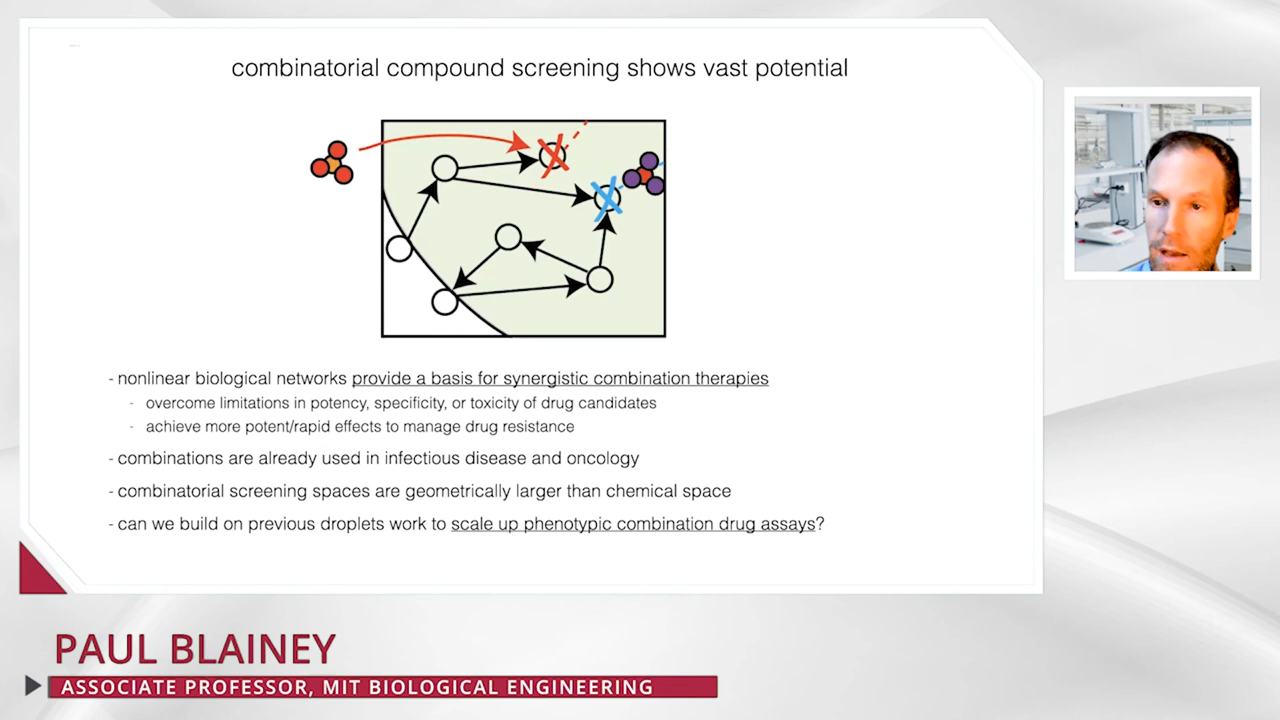 combinatorial compound screening shows vast potential
- nonlinear biological networks provide a basis for synergistic combination therapies
- overcome limitations in potency, specificity, or toxicity of drug candidates
- achieve more potent/rapid effects to manage drug resistance
- combinations are already used in infectious disease and oncology
- combinatorial screening spaces are geometrically larger than chemical space
- can we build on previous droplets work to scale up phenotypic combination drug assays?
PAUL BLAINEY
ASSOCIATE PROFESSOR, MIT BIOLOGICAL ENGINEERING